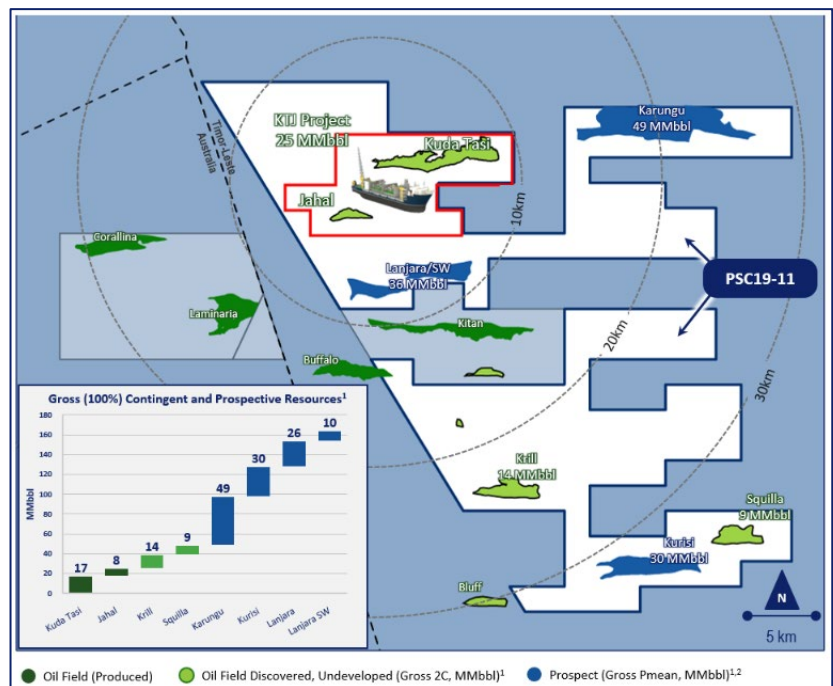 Timor-Leste
Australia
KTJ Project
25 MMbbl
Kuda Tasi
Jahal
Karungu
49 MMbbl
10km
Corallina
Lanjara/SW
36 MMbbl
PSC19-11
Laminaria
Kitan
20km
Buffalo
30km
Krill
14 MMbbl
Squilla
9 MMbbl
Kurisi
30 MMbbl
Bluff
N
5 km
Gross (100%) Contingent and Prospective Resources¹
MMbbl
180
160
140
120
100
80
60
40
20
0
17
8
14
9
49
30
26
10
Kuda Tasi
Jahal
Krill
Squilla
Karungu
Kurisi
Lanjara
Lanjara SW
Oil Field (Produced)
Oil Field Discovered, Undeveloped (Gross 2C, MMbbl)¹
Prospect (Gross Pmean, MMbbl)¹,²